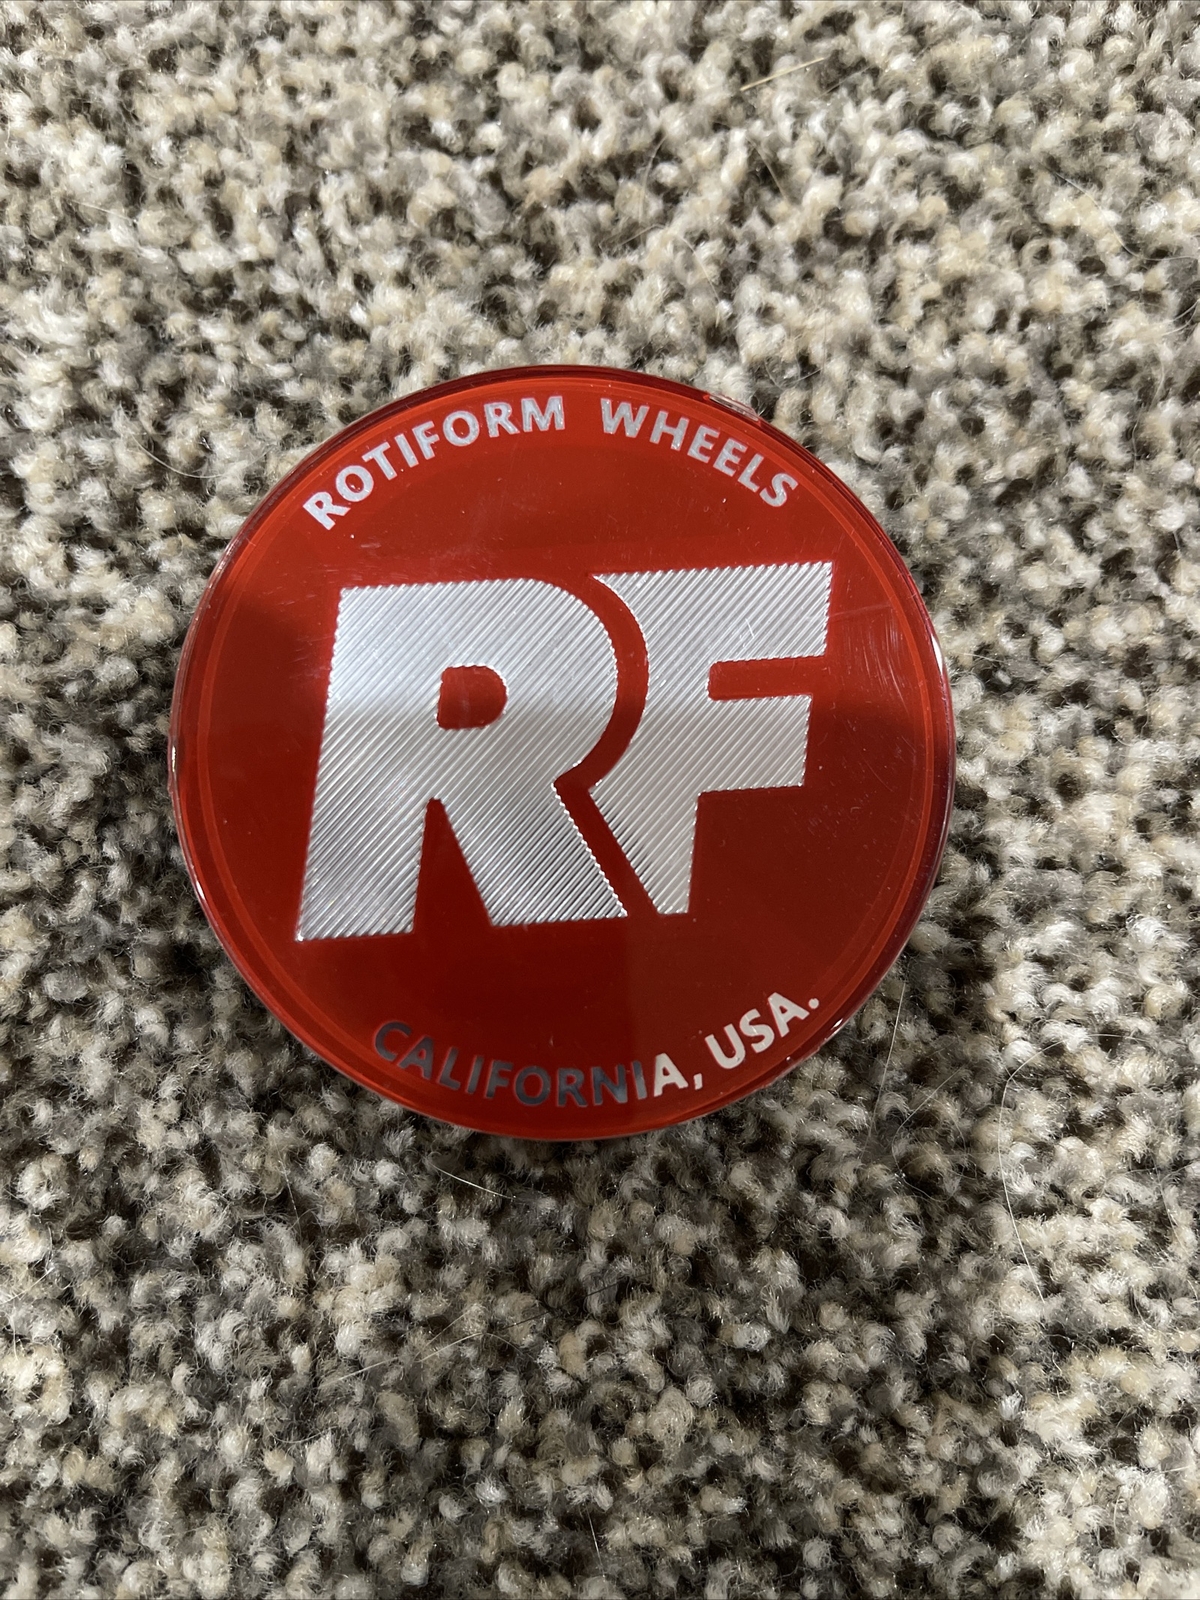 ROTIFORM WHEELS
RF
CALIFORNIA, USA.